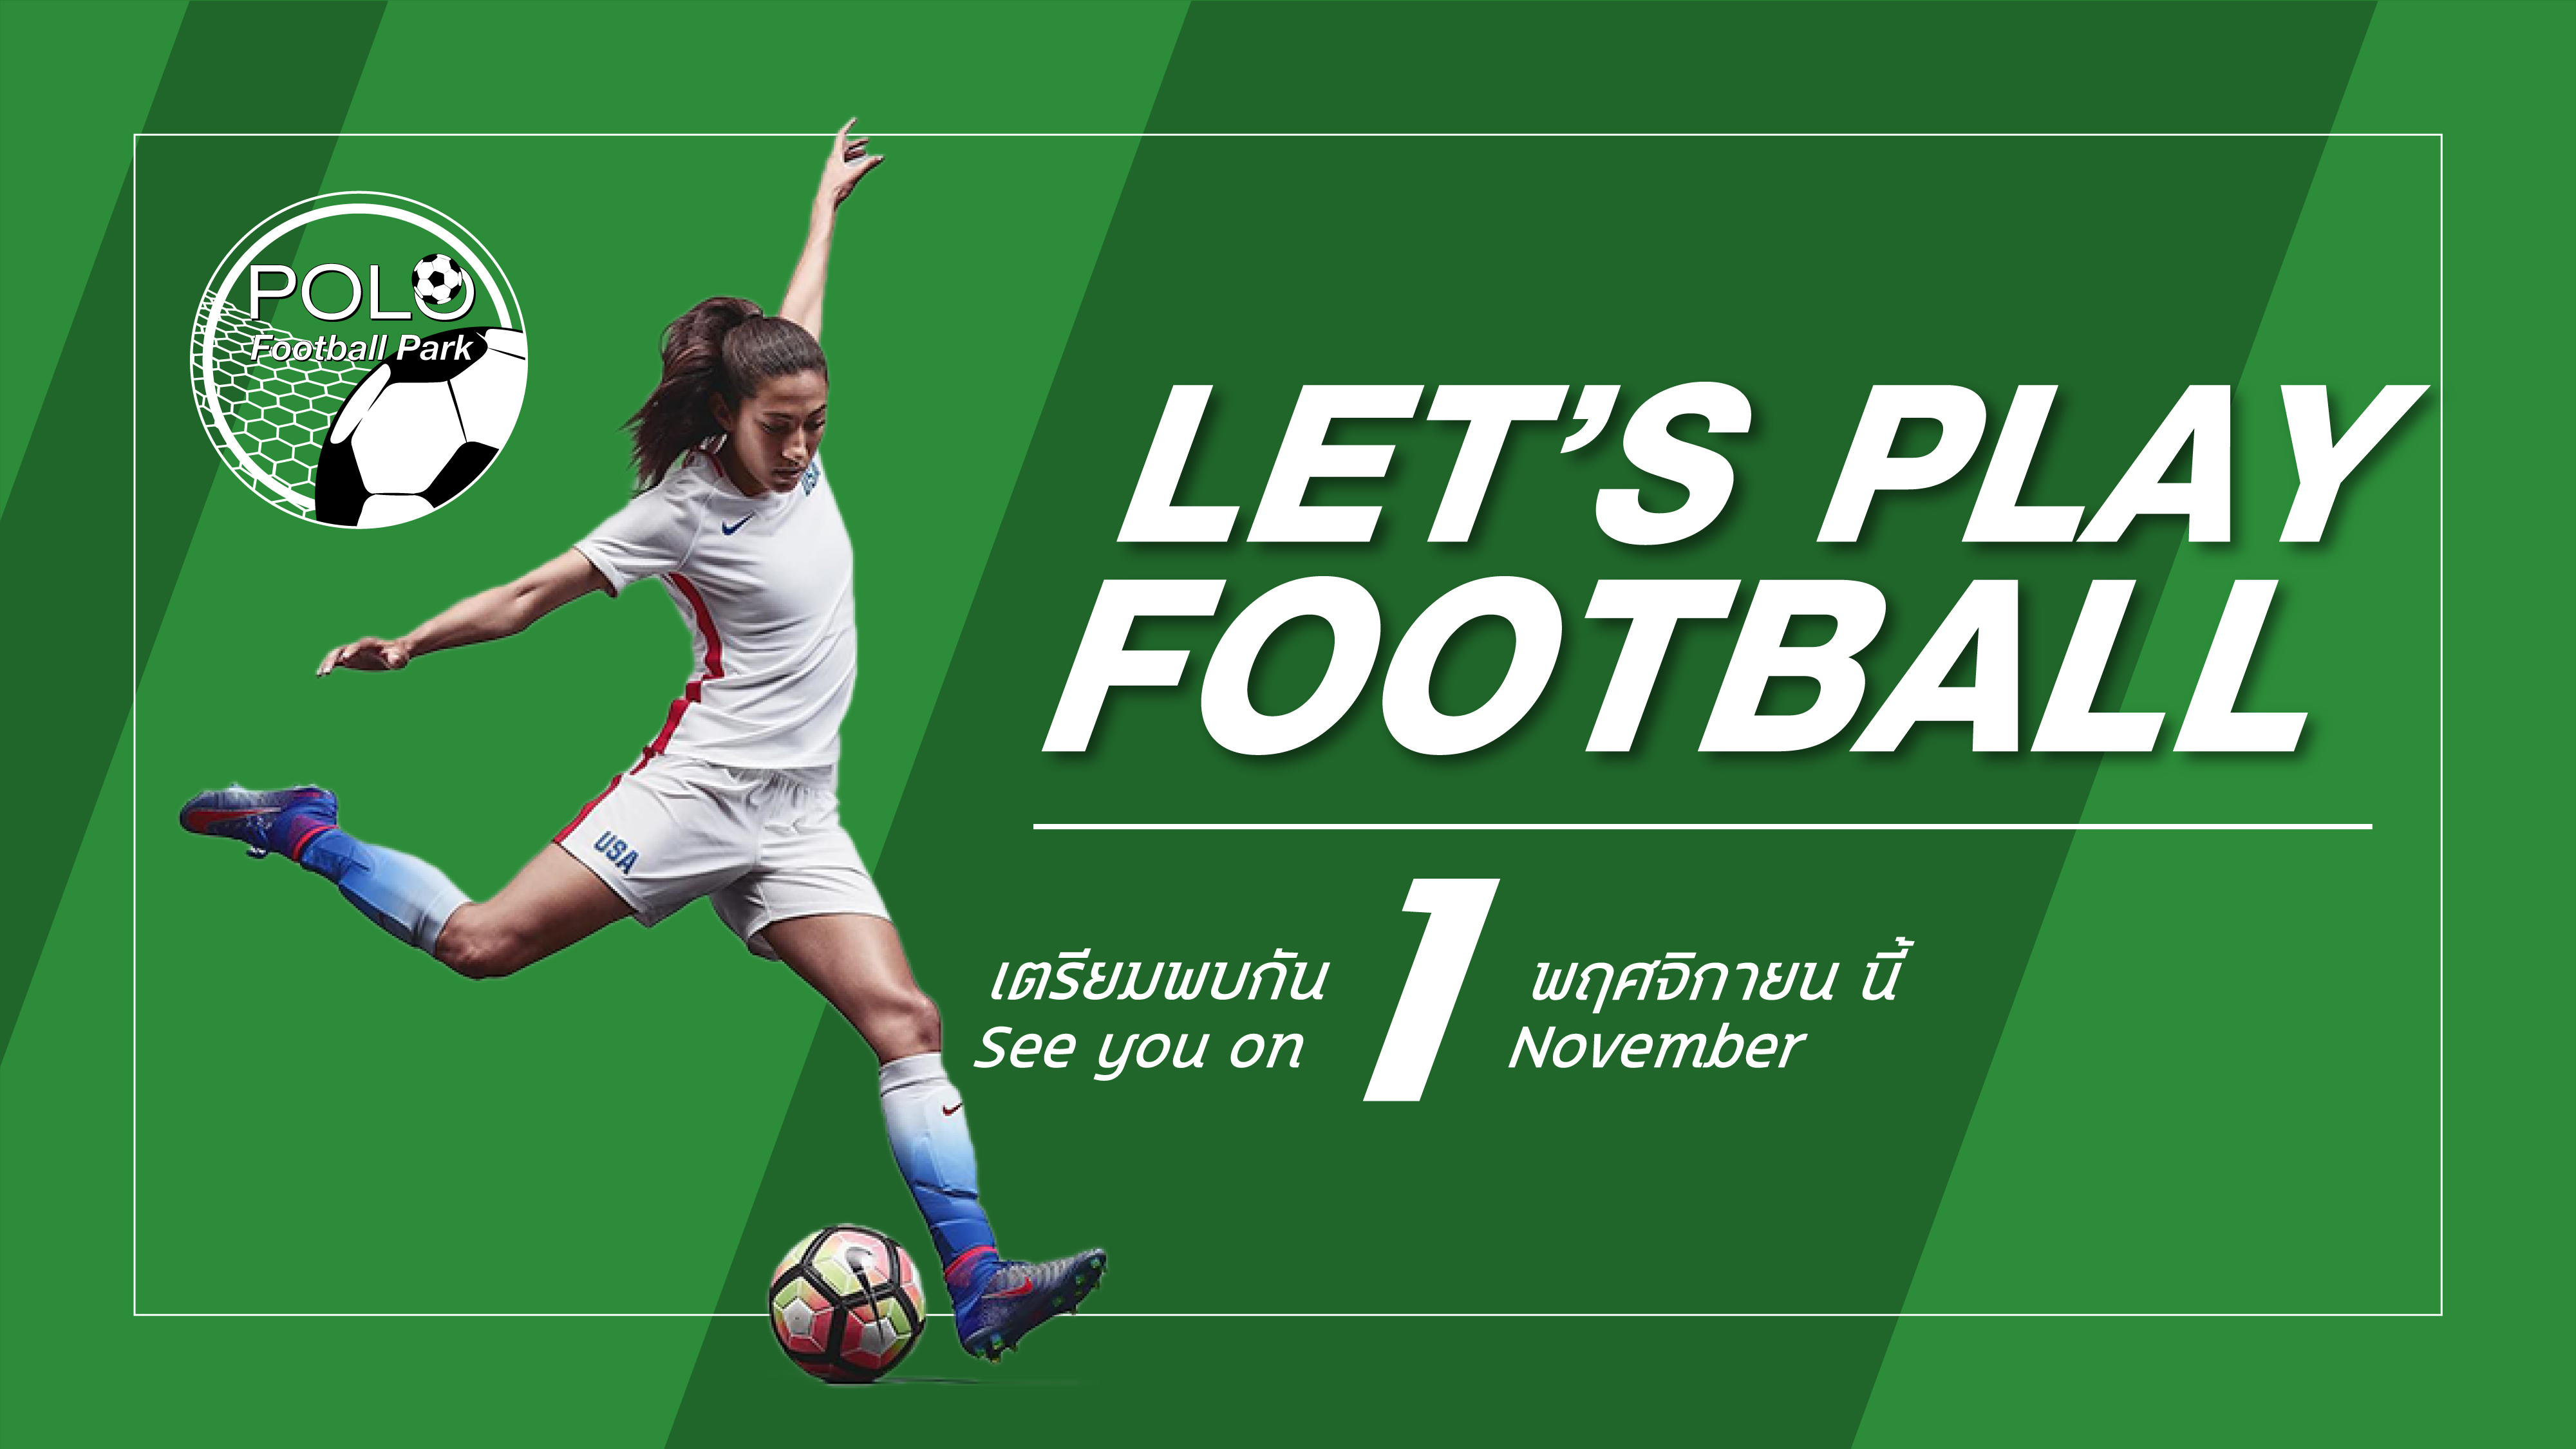 POLO
Football Park
LET'S PLAY
FOOTBALL
เตรียมพบกัน 1 พฤศจิกายน นี้
See you on November
USA